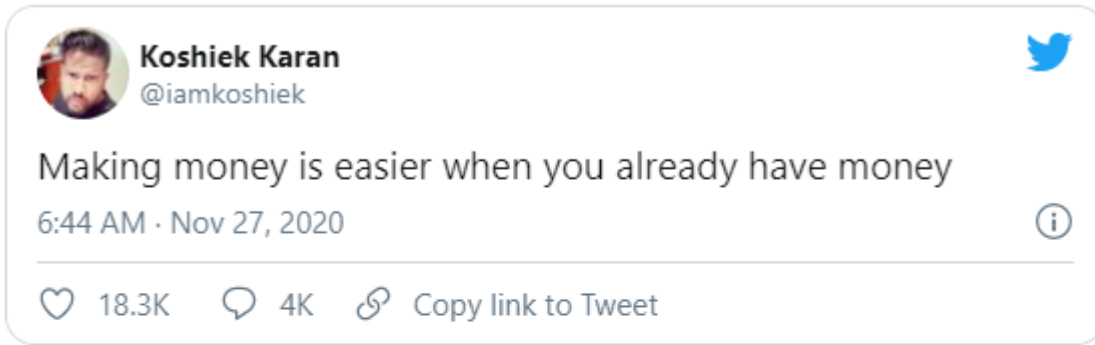 Koshiek Karan
@iamkoshiek
Making money is easier when you already have money
6:44 AM · Nov 27, 2020
18.3K 4K Copy link to Tweet